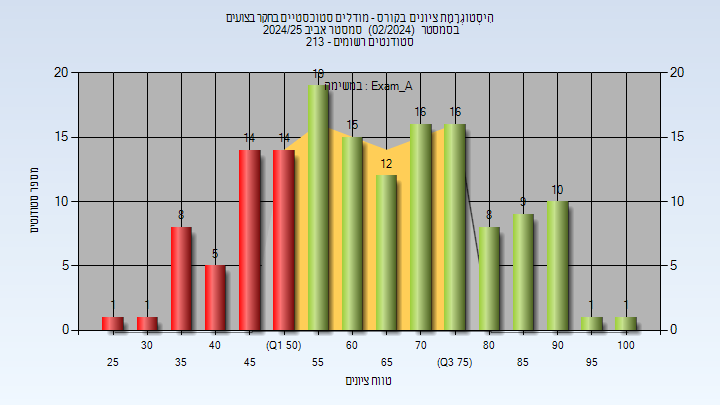 הִיסְטוֹגְרָמַת ציונים בקורס - מודלים סטוכסטיים בחקר בצועים
בסמסטר (02/2024) סמסטר אביב 2024/25
סטודנטים רשומים - 213
במשימה : Exam_A
20 20
15 15
10 10
5 5
0 0
מספר סטודנטים
1 1 8 5 14 14 19 15 12 16 16 8 9 10 1 1
30 40 (Q1 50) 60 70 80 90 100
25 35 45 55 65 (Q3 75) 85 95
טווח ציונים